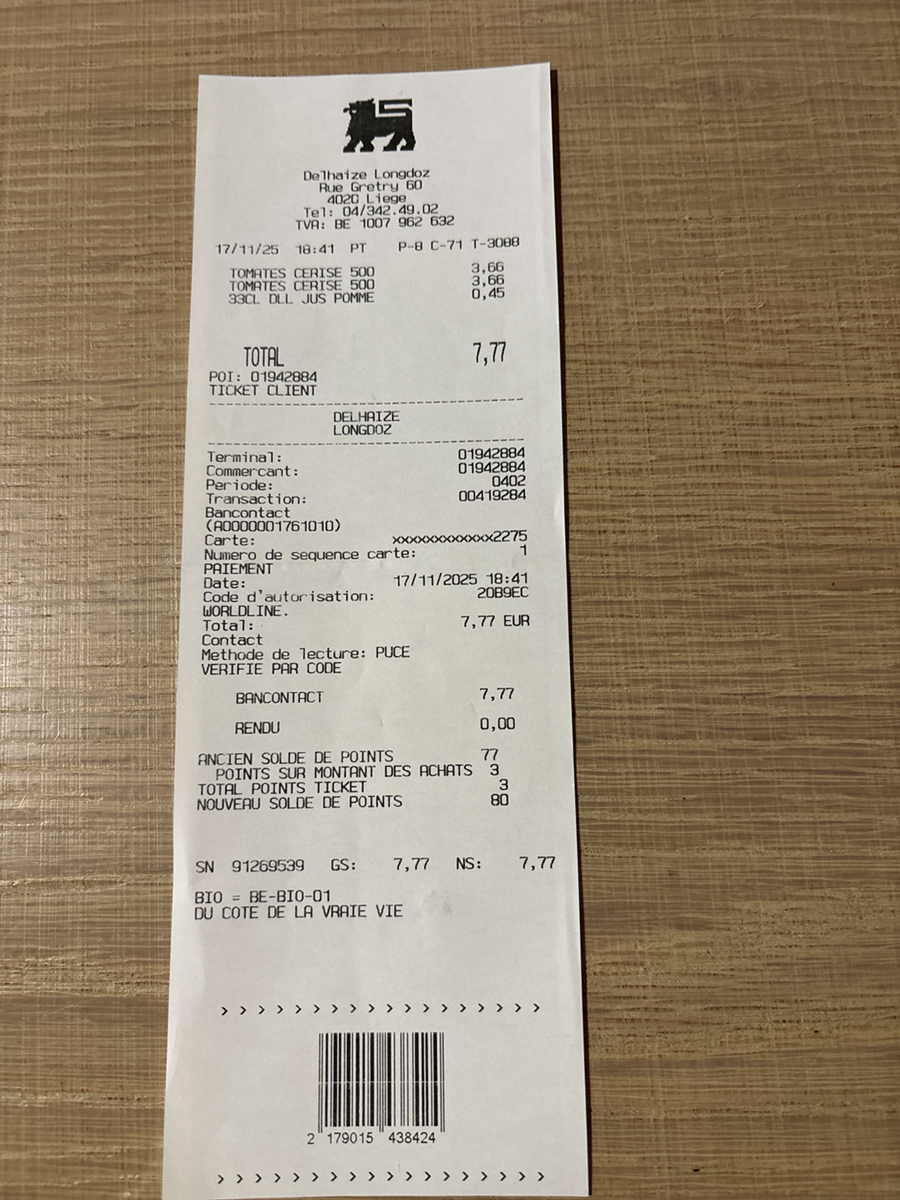 Delhaize Longdoz
Rue Gretry 60
4020 Liege
Tel: 04/342.49.02
TVA: BE 1007 962 632
17/11/25 18:41 PT P-8 C-71 T-3088
TOMATES CERISE 500 3,66
TOMATES CERISE 500 3,66
33CL DLL JUS POMME 0,45
TOTAL 7,77
POI: 01942884
TICKET CLIENT
DELHAIZE
LONGDOZ
Terminal: 01942884
Commercant: 01942884
Periode: 0402
Transaction: 00419284
Bancontact
(A0000001761010)
Carte: xxxxxxxxxxxxx2275
Numero de sequence carte: 1
PAIEMENT
Date: 17/11/2025 18:41
Code d'autorisation: 20B9EC
WORLDLINE.
Total: 7,77 EUR
Contact
Methode de lecture: PUCE
VERIFIE PAR CODE
BANCONTACT 7,77
RENDU 0,00
ANCIEN SOLDE DE POINTS 77
POINTS SUR MONTANT DES ACHATS 3
TOTAL POINTS TICKET 3
NOUVEAU SOLDE DE POINTS 80
SN 91269539 GS: 7,77 NS: 7,77
BIO = BE-BIO-01
DU COTE DE LA VRAIE VIE
> > > > > > > > > > > > > > > > > >
2 179015 438424
> > > > > > > > > > > > > > > > > >